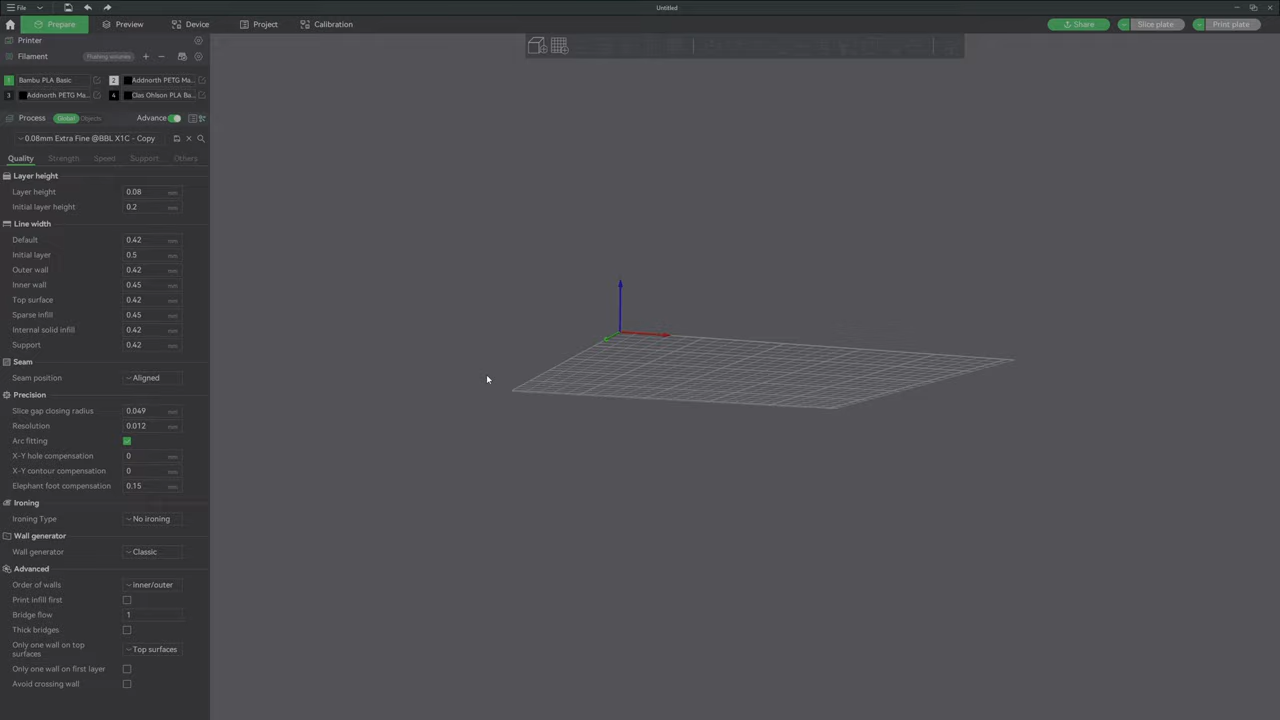 File
Untitled
Prepare
Preview
Device
Project
Calibration
Share
Slice plate
Print plate
Printer
Filament
Flushing volumes
1
Bambu PLA Basic
2
Addnorth PETG Ma...
3
Addnorth PETG Ma...
4
Clas Ohlson PLA Ba...
Process
Global
Objects
Advance
0.08mm Extra Fine @BBL X1C - Copy
Quality
Strength
Speed
Support
Others
Layer height
Layer height 0.08 mm
Initial layer height 0.2 mm
Line width
Default 0.42 mm
Initial layer 0.5 mm
Outer wall 0.42 mm
Inner wall 0.45 mm
Top surface 0.42 mm
Sparse infill 0.45 mm
Internal solid infill 0.42 mm
Support 0.42 mm
Seam
Seam position Aligned
Precision
Slice gap closing radius 0.049 mm
Resolution 0.012 mm
Arc fitting
X-Y hole compensation 0 mm
X-Y contour compensation 0 mm
Elephant foot compensation 0.15 mm
Ironing
Ironing Type No ironing
Wall generator
Wall generator Classic
Advanced
Order of walls inner/outer
Print infill first
Bridge flow 1
Thick bridges
Only one wall on top
surfaces
Top surfaces
Only one wall on first layer
Avoid crossing wall